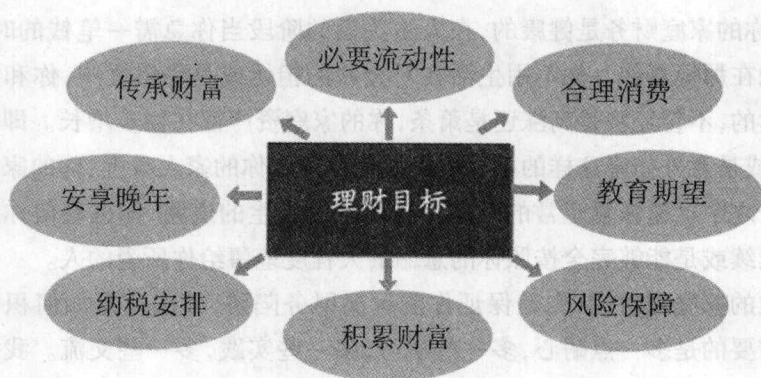 必要流动性
传承财富
合理消费
安享晚年
理财目标
教育期望
纳税安排
积累财富
风险保障